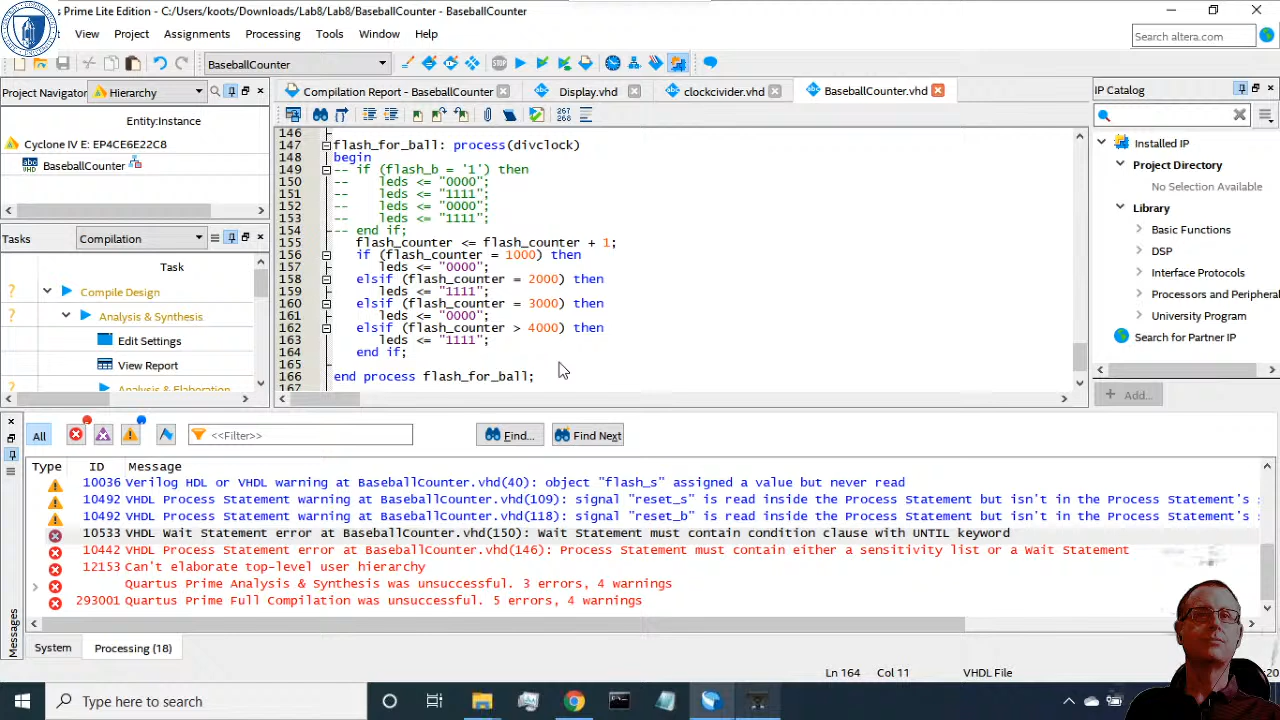 s Prime Lite Edition - C:/Users/koots/Downloads/Lab8/Lab8/BaseballCounter - BaseballCounter
View Project Assignments Processing Tools Window Help
Search altera.com
BaseballCounter
Project Navigator Hierarchy
Entity:Instance
Cyclone IV E: EP4CE6E22C8
BaseballCounter
Tasks Compilation
Task
Compile Design
Analysis & Synthesis
Edit Settings
View Report
Analysis & Elaboration
Compilation Report - BaseballCounter Display.vhd clockcivider.vhd BaseballCounter.vhd
267
268
146
147 flash_for_ball: process(divclock)
148 begin
149 -- if (flash_b = '1') then
150 -- leds <= "0000";
151 -- leds <= "1111";
152 -- leds <= "0000";
153 -- leds <= "1111";
154 -- end if;
155 flash_counter <= flash_counter + 1;
156 if (flash_counter = 1000) then
157 leds <= "0000";
158 elsif (flash_counter = 2000) then
159 leds <= "1111";
160 elsif (flash_counter = 3000) then
161 leds <= "0000";
162 elsif (flash_counter > 4000) then
163 leds <= "1111";
164 end if;
165
166 end process flash_for_ball;
167
IP Catalog
Installed IP
Project Directory
No Selection Available
Library
Basic Functions
DSP
Interface Protocols
Processors and Periphera
University Program
Search for Partner IP
+ Add...
All <<Filter>> Find... Find Next
Type ID Message
10036 Verilog HDL or VHDL warning at BaseballCounter.vhd(40): object "flash_s" assigned a value but never read
10492 VHDL Process Statement warning at BaseballCounter.vhd(109): signal "reset_s" is read inside the Process Statement but isn't in the Process Statement's s
10492 VHDL Process Statement warning at BaseballCounter.vhd(118): signal "reset_b" is read inside the Process Statement but isn't in the Process Statement's s
10533 VHDL Wait Statement error at BaseballCounter.vhd(150): Wait Statement must contain condition clause with UNTIL keyword
10442 VHDL Process Statement error at BaseballCounter.vhd(146): Process Statement must contain either a sensitivity list or a Wait Statement
12153 Can't elaborate top-level user hierarchy
Quartus Prime Analysis & Synthesis was unsuccessful. 3 errors, 4 warnings
293001 Quartus Prime Full Compilation was unsuccessful. 5 errors, 4 warnings
Messages
System Processing (18)
Ln 164 Col 11 VHDL File
Type here to search